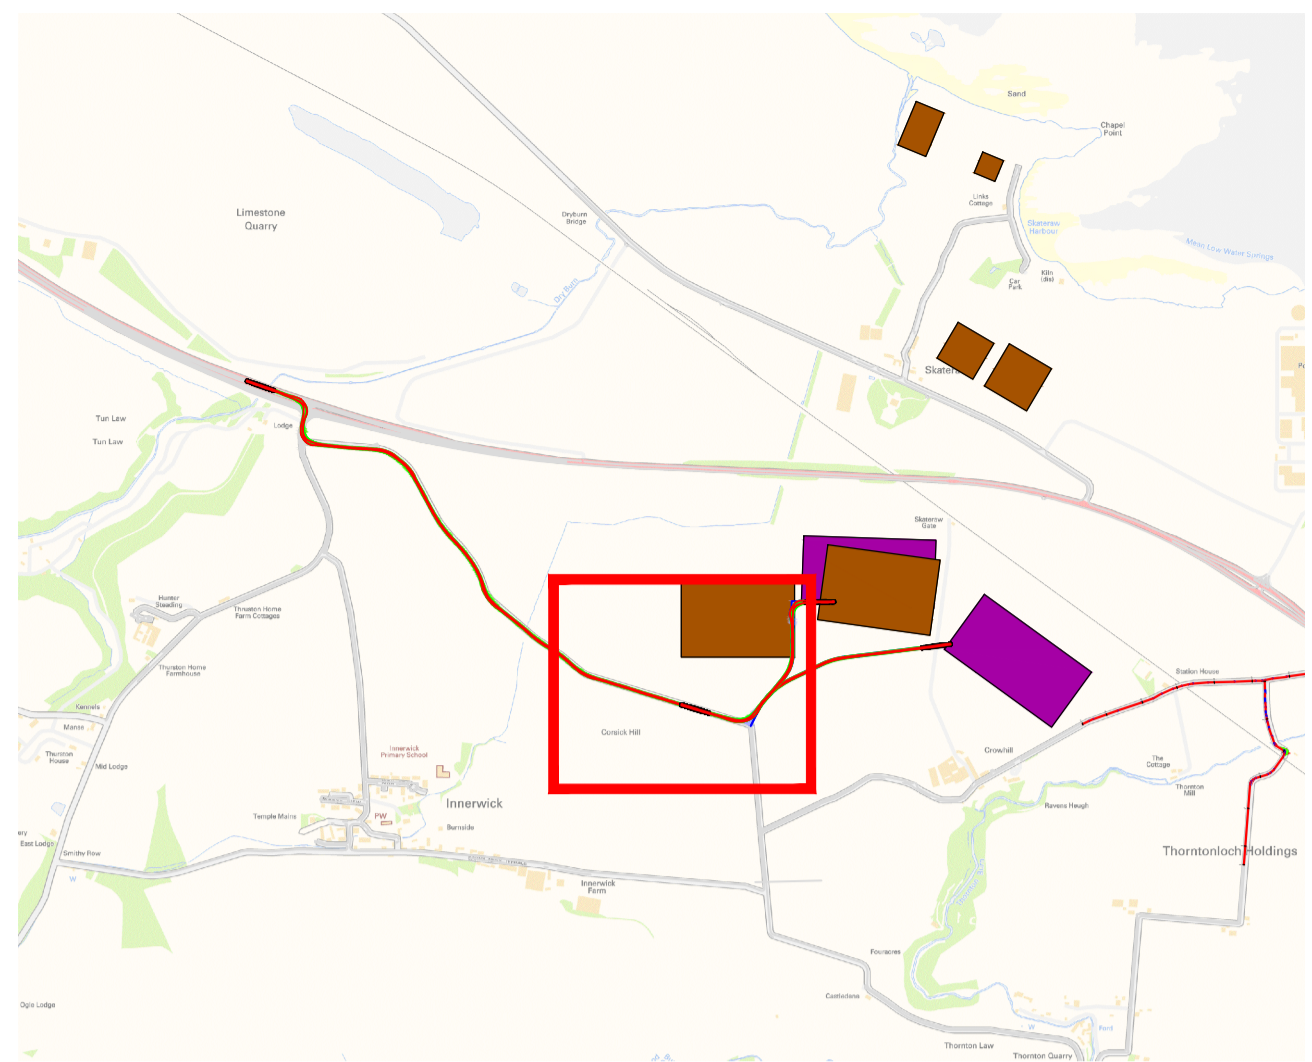 Sand
Chapel
Point
Links
Cottage
Limestone
Quarry
Dryburn
Bridge
Skateraw
Harbour
Mean Low Water Springs
Kiln
(dis)
Car
Park
Dry Burn
Skateraw
Tun Law
Lodge
Tun Law
Skateraw
Gate
Hunter
Steading
Thurston Home
Farm Cottages
Thurston Home
Farmhouse
Station House
Kennels
Manse
Corsick Hill
Innerwick
Primary School
Crowhill
Thurston
House
Mid Lodge
The
Cottage
Thornton
Mill
Innerwick
Ravens Heugh
Temple Mains
PW
Burnside
East Lodge
Smithy Row
Thorntonloch Holdings
W
Innerwick
Farm
Fouracres
Castledene
Ogle Lodge
W
Ford
Thornton Law
Thornton Quarry